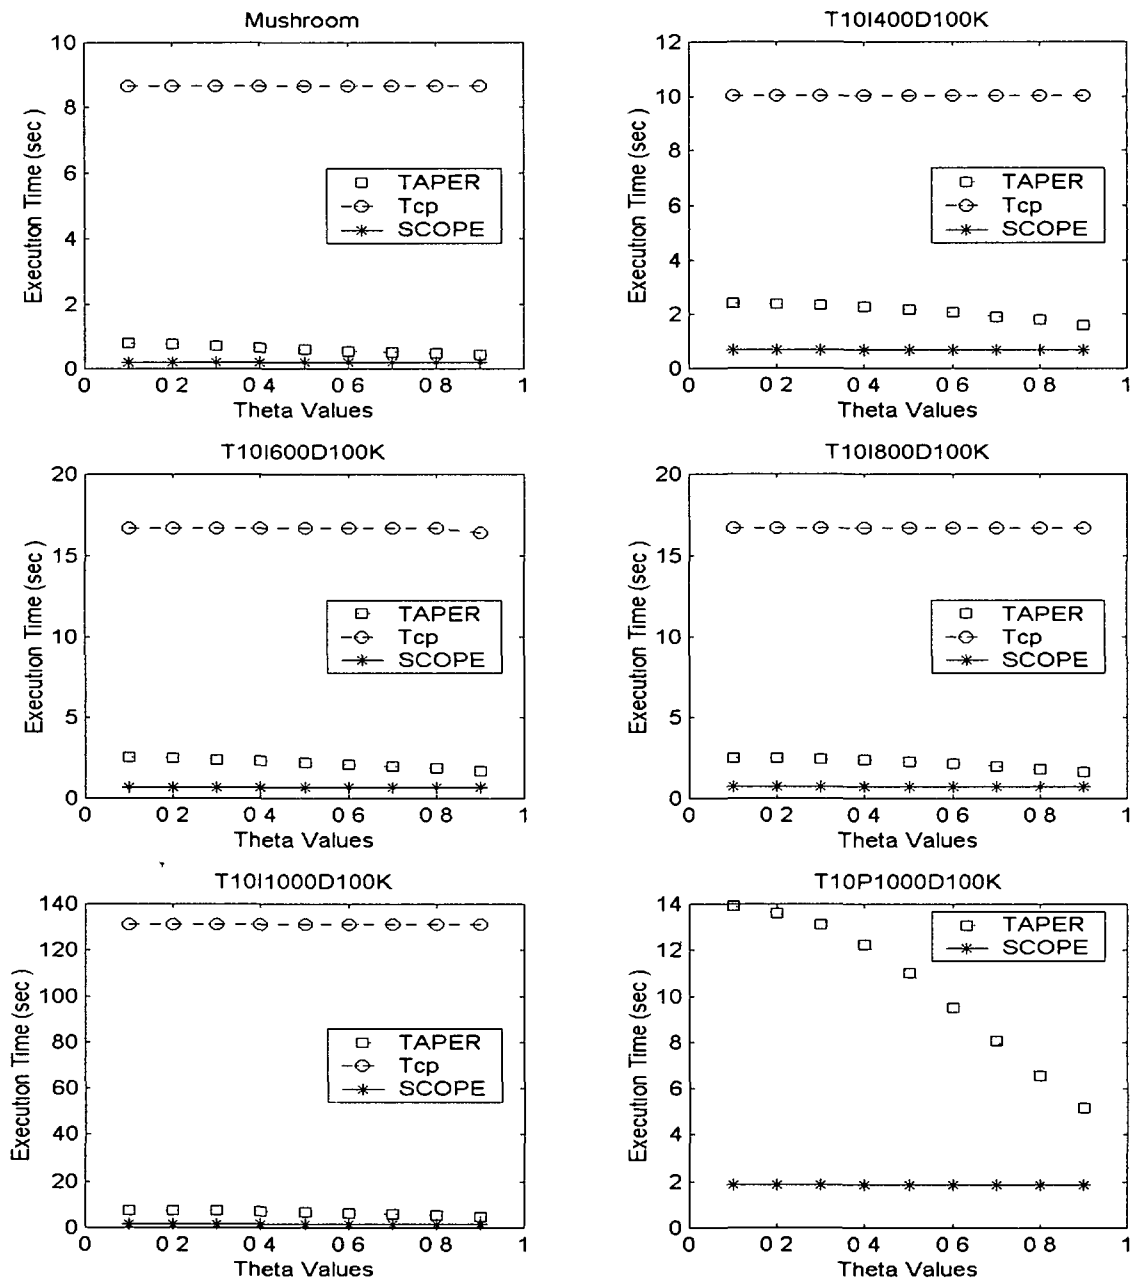 Mushroom
10
8
6
4
2
0
Execution Time (sec )
TAPER
Tcp
SCOPE
0 0 2 0 4 0 6 0 8 1
Theta Values
T10I400D100K
12
10
8
6
4
2
0
Execution Time (sec )
TAPER
Tcp
SCOPE
0 0 2 0 4 0 6 0 8 1
Theta Values
T10I600D100K
20
15
10
5
0
Execution Time (sec )
TAPER
Tcp
SCOPE
0 0 2 0 4 0 6 0 8 1
Theta Values
T10I800D100K
20
15
10
5
0
Execution Time (sec )
TAPER
Tcp
SCOPE
0 0 2 0 4 0 6 0 8 1
Theta Values
T10I1000D100K
140
120
100
80
60
40
20
0
Execution Time (sec )
TAPER
Tcp
SCOPE
0 0 2 0 4 0 6 0 8 1
Theta Values
T10P1000D100K
14
12
10
8
6
4
2
0
Execution Time (sec )
TAPER
SCOPE
0 0 2 0 4 0 6 0 8 1
Theta Values